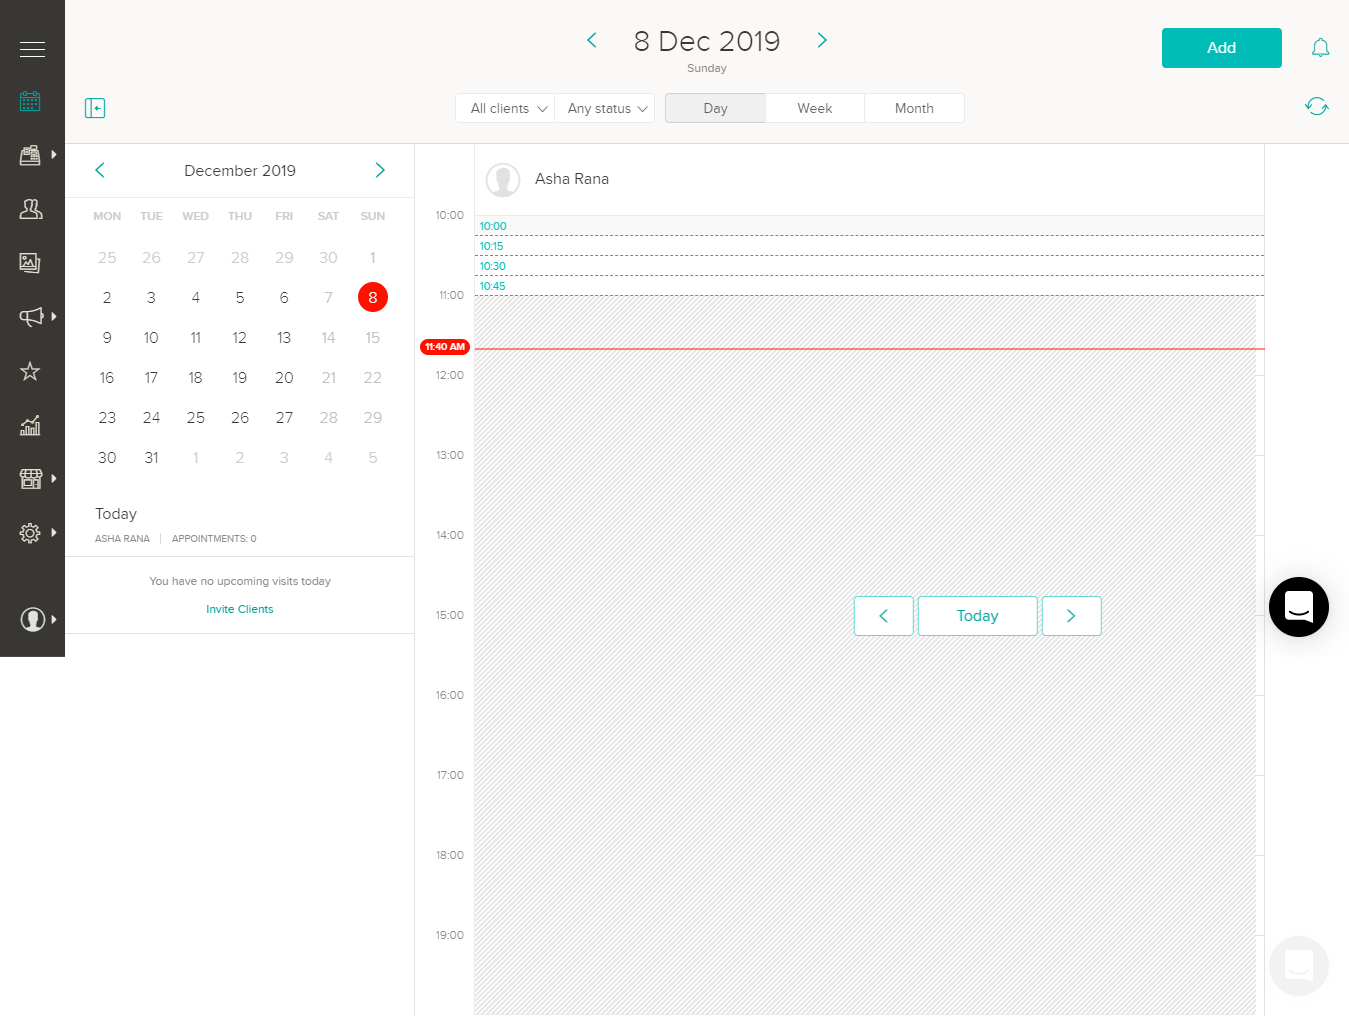 8 Dec 2019
Sunday
Add
All clients
Any status
Day
Week
Month
December 2019
MON TUE WED THU FRI SAT SUN
25 26 27 28 29 30 1
2 3 4 5 6 7 8
9 10 11 12 13 14 15
16 17 18 19 20 21 22
23 24 25 26 27 28 29
30 31 1 2 3 4 5
Today
ASHA RANA
APPOINTMENTS: 0
You have no upcoming visits today
Invite Clients
Asha Rana
10:00
10:00
10:15
10:30
10:45
11:00
11:40 AM
12:00
13:00
14:00
15:00
Today
16:00
17:00
18:00
19:00